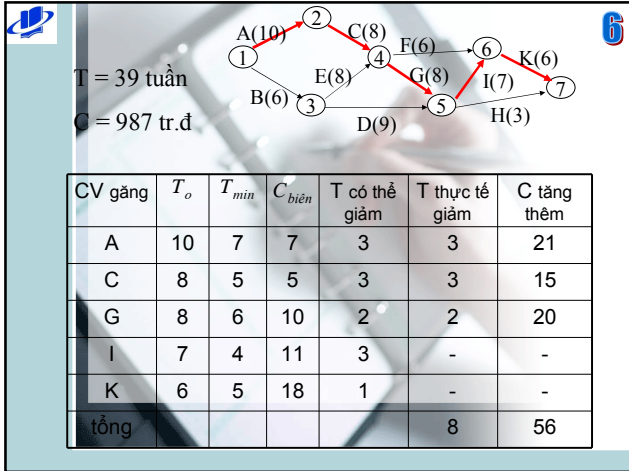 6
2
A(10)
C(8)
F(6)
6
1
4
K(6)
T = 39 tuần
E(8)
G(8)
I(7)
7
B(6)
3
5
H(3)
C = 987 tr.đ
D(9)
CV găng | T_o | T_min | C_biên | T có thể giảm | T thực tế giảm | C tăng thêm
A | 10 | 7 | 7 | 3 | 3 | 21
C | 8 | 5 | 5 | 3 | 3 | 15
G | 8 | 6 | 10 | 2 | 2 | 20
I | 7 | 4 | 11 | 3 | - | -
K | 6 | 5 | 18 | 1 | - | -
tổng | 8 | 56